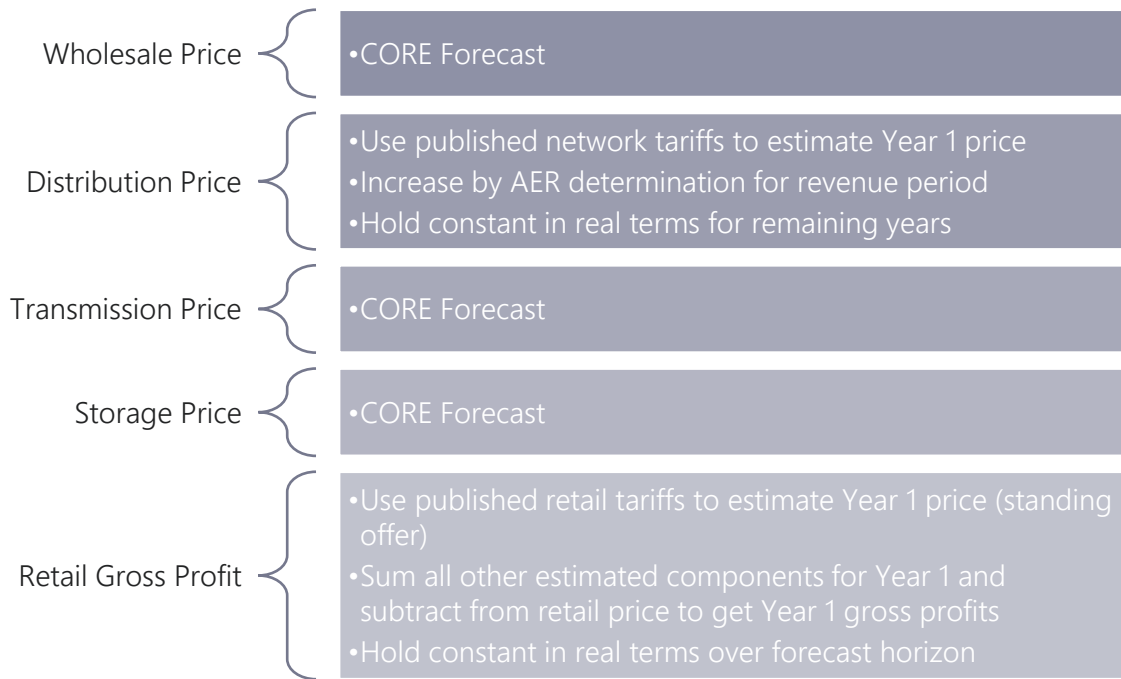 Wholesale Price
•CORE Forecast
Distribution Price
•Use published network tariffs to estimate Year 1 price
•Increase by AER determination for revenue period
•Hold constant in real terms for remaining years
Transmission Price
•CORE Forecast
Storage Price
•CORE Forecast
Retail Gross Profit
•Use published retail tariffs to estimate Year 1 price (standing
offer)
•Sum all other estimated components for Year 1 and
subtract from retail price to get Year 1 gross profits
•Hold constant in real terms over forecast horizon